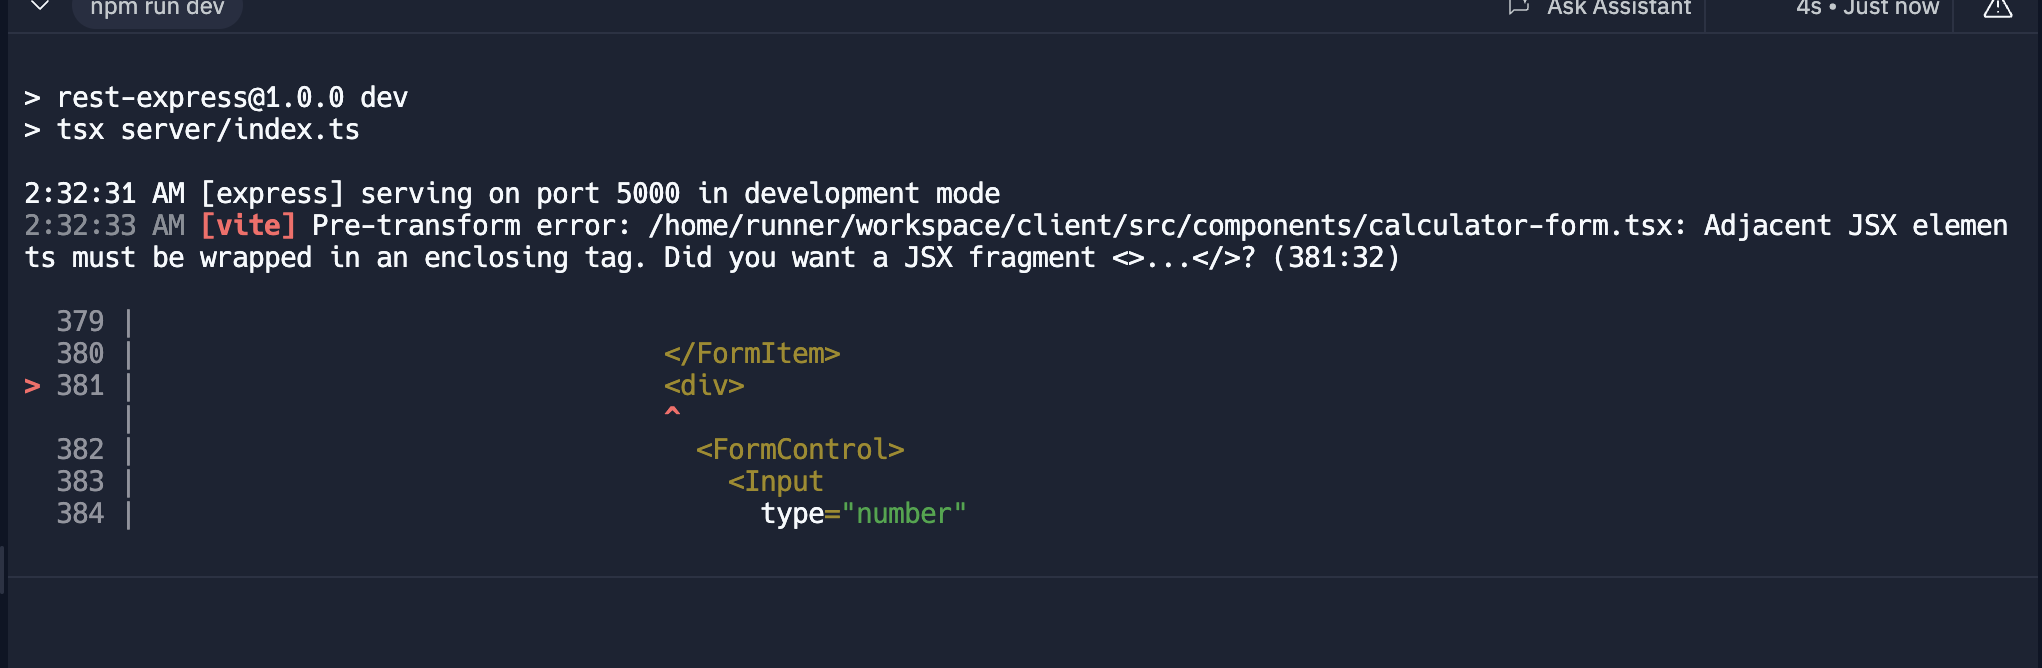 npm run dev
Ask Assistant
4s • Just now
> rest-express@1.0.0 dev
> tsx server/index.ts
2:32:31 AM [express] serving on port 5000 in development mode
2:32:33 AM [vite] Pre-transform error: /home/runner/workspace/client/src/components/calculator-form.tsx: Adjacent JSX elemen
ts must be wrapped in an enclosing tag. Did you want a JSX fragment <>...</>? (381:32)
379 |
380 | </FormItem>
> 381 | <div>
| ^
382 | <FormControl>
383 | <Input
384 | type="number"